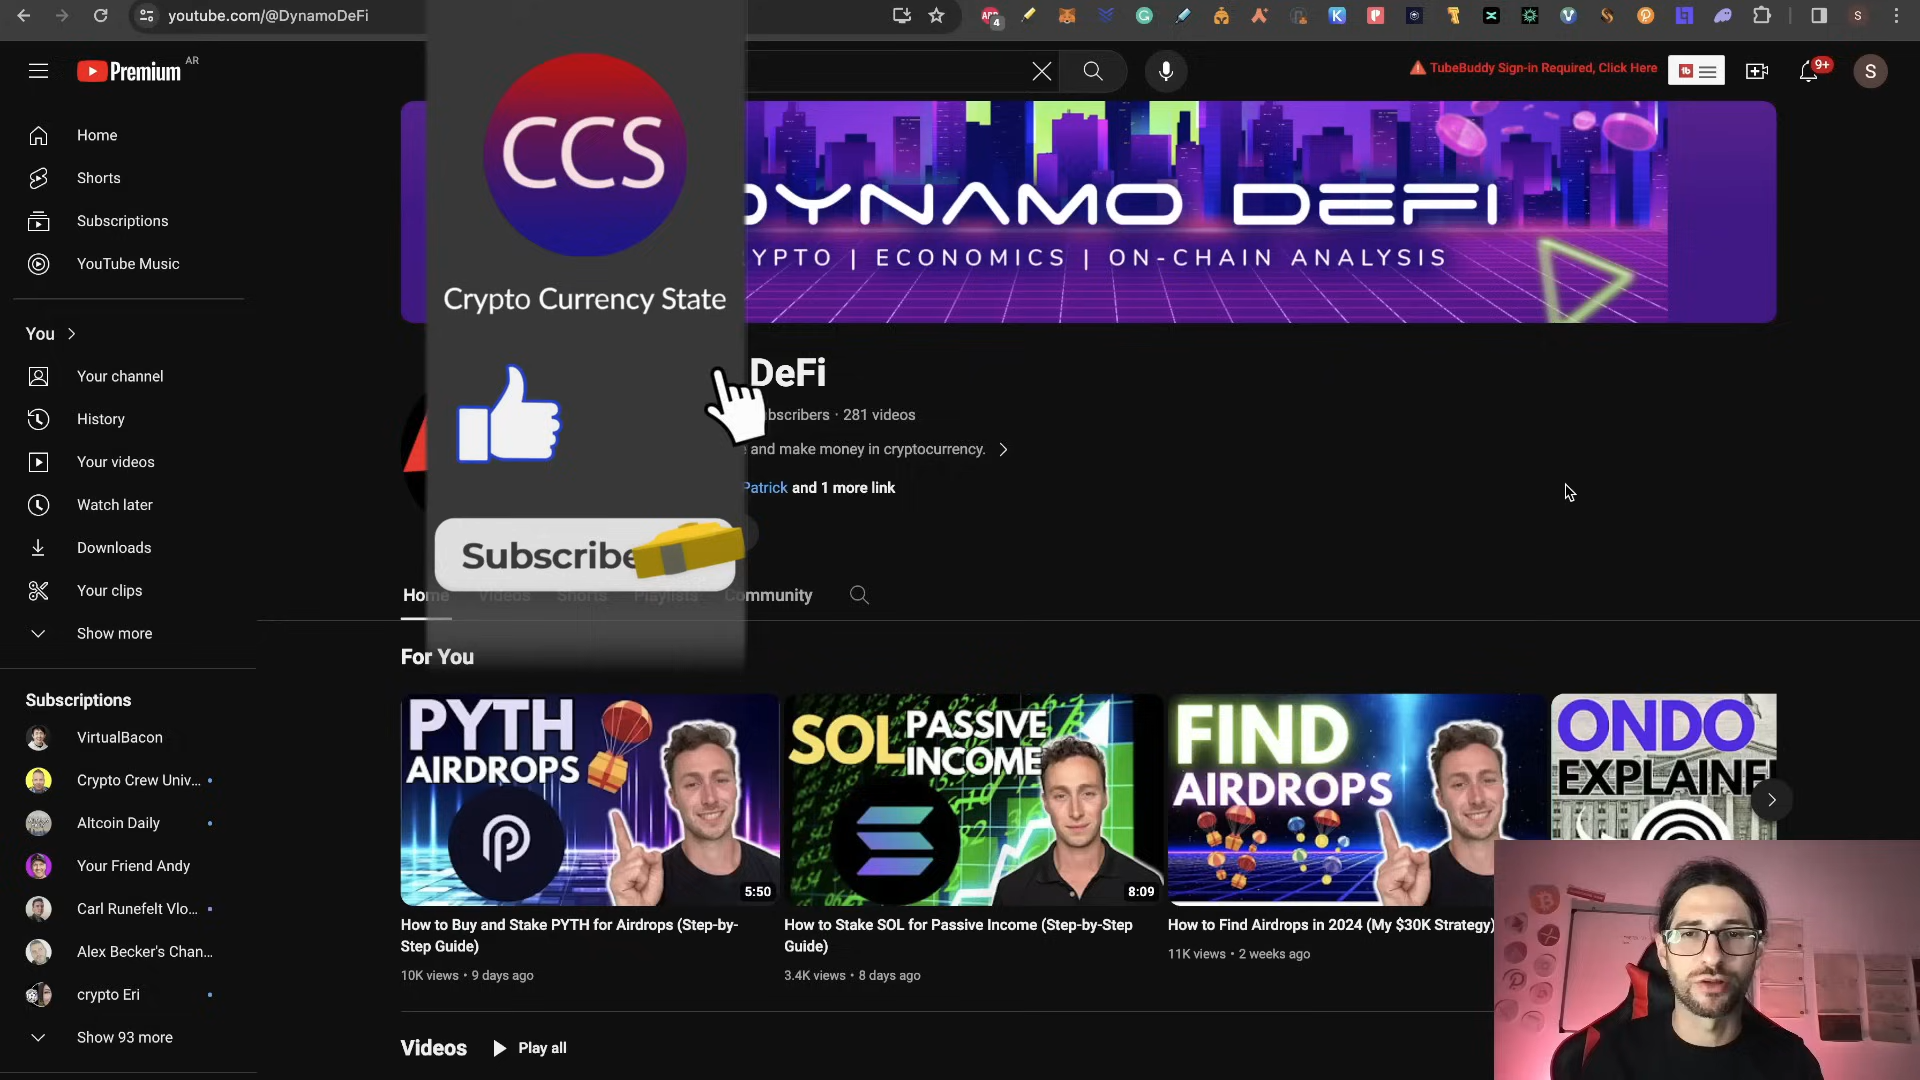 youtube.com/@DynamoDeFi
4
S
Premium
AR
TubeBuddy Sign-in Required, Click Here
9+
S
Home
Shorts
Subscriptions
YouTube Music
You
Your channel
History
Your videos
Watch later
Downloads
Your clips
Show more
Subscriptions
VirtualBacon
Crypto Crew Univ...
Altcoin Daily
Your Friend Andy
Carl Runefelt Vlo...
Alex Becker's Chan...
crypto Eri
Show 93 more
CCS
Crypto Currency State
Subscribe
DYNAMO DEFI
YPTO | ECONOMICS | ON-CHAIN ANALYSIS
DeFi
ubscribers · 281 videos
and make money in cryptocurrency.
Patrick and 1 more link
Home Videos Shorts Playlists Community
For You
PYTH
AIRDROPS
5:50
How to Buy and Stake PYTH for Airdrops (Step-by-
Step Guide)
10K views • 9 days ago
SOL PASSIVE
INCOME
8:09
How to Stake SOL for Passive Income (Step-by-Step
Guide)
3.4K views • 8 days ago
FIND
AIRDROPS
How to Find Airdrops in 2024 (My $30K Strategy)
11K views • 2 weeks ago
ONDO
EXPLAINE
Videos
Play all